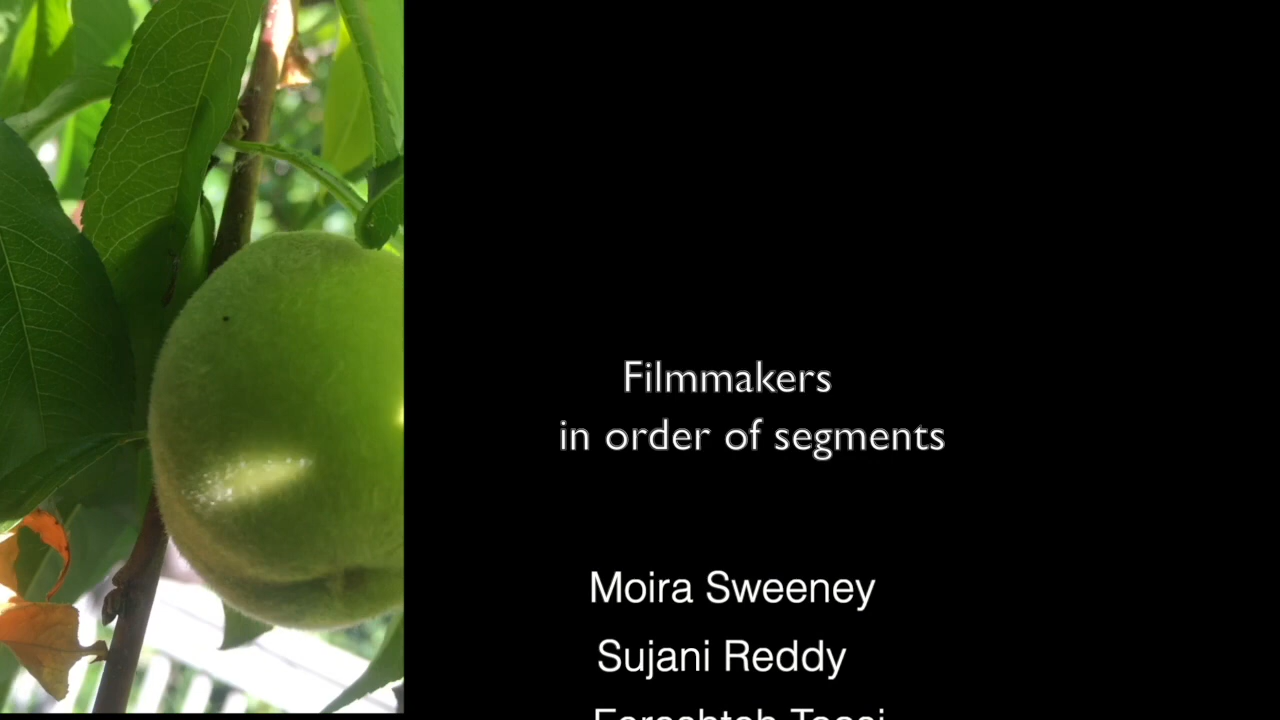 Filmmakers
in order of segments
Moira Sweeney
Sujani Reddy